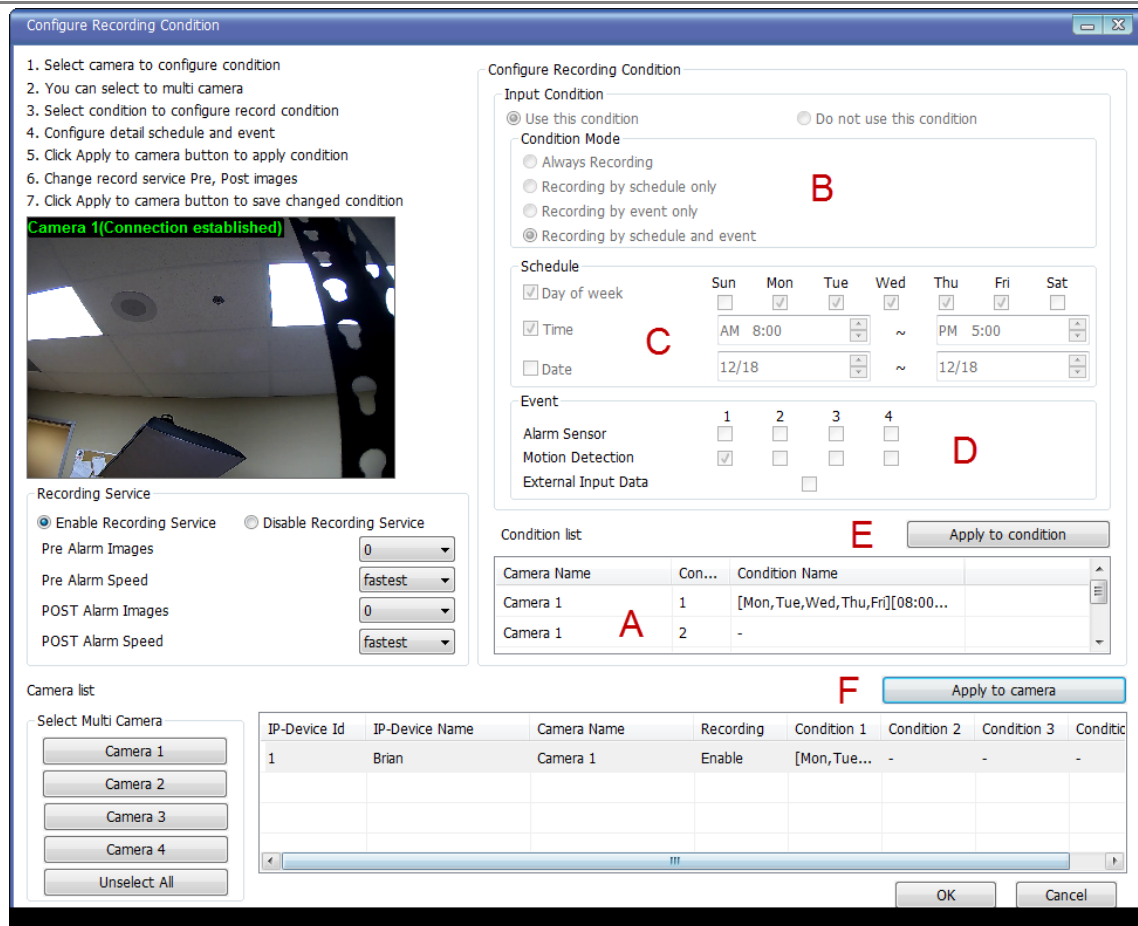 Configure Recording Condition
1. Select camera to configure condition
2. You can select to multi camera
3. Select condition to configure record condition
4. Configure detail schedule and event
5. Click Apply to camera button to apply condition
6. Change record service Pre, Post images
7. Click Apply to camera button to save changed condition
Camera 1(Connection established)
Recording Service
Enable Recording Service Disable Recording Service
Pre Alarm Images 0
Pre Alarm Speed fastest
POST Alarm Images 0
POST Alarm Speed fastest
Configure Recording Condition
Input Condition
Use this condition Do not use this condition
Condition Mode
Always Recording
Recording by schedule only
B
Recording by event only
Recording by schedule and event
Schedule
Sun Mon Tue Wed Thu Fri Sat
Day of week
Time AM 8:00 ~ PM 5:00
C
Date 12/18 ~ 12/18
Event
1 2 3 4
Alarm Sensor
Motion Detection
D
External Input Data
Condition list E Apply to condition
Camera Name Con... Condition Name
Camera 1 1 [Mon,Tue,Wed,Thu,Fri][08:00...
A
Camera 1 2 -
Camera list F Apply to camera
Select Multi Camera
Camera 1
Camera 2
Camera 3
Camera 4
Unselect All
IP-Device Id IP-Device Name Camera Name Recording Condition 1 Condition 2 Condition 3 Conditic
1 Brian Camera 1 Enable [Mon,Tue... - - -
OK Cancel